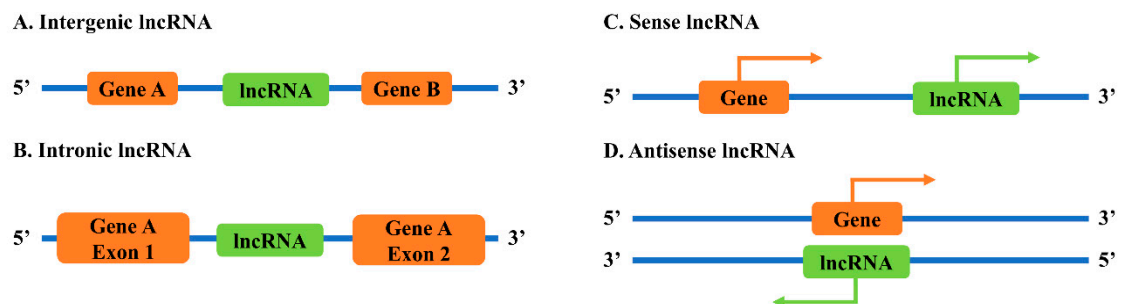 A. Intergenic lncRNA
5’ Gene A lncRNA Gene B 3’
B. Intronic lncRNA
5’ Gene A Exon 1 lncRNA Gene A Exon 2 3’
C. Sense lncRNA
5’ Gene lncRNA 3’
D. Antisense lncRNA
5’ Gene 3’
3’ lncRNA 5’